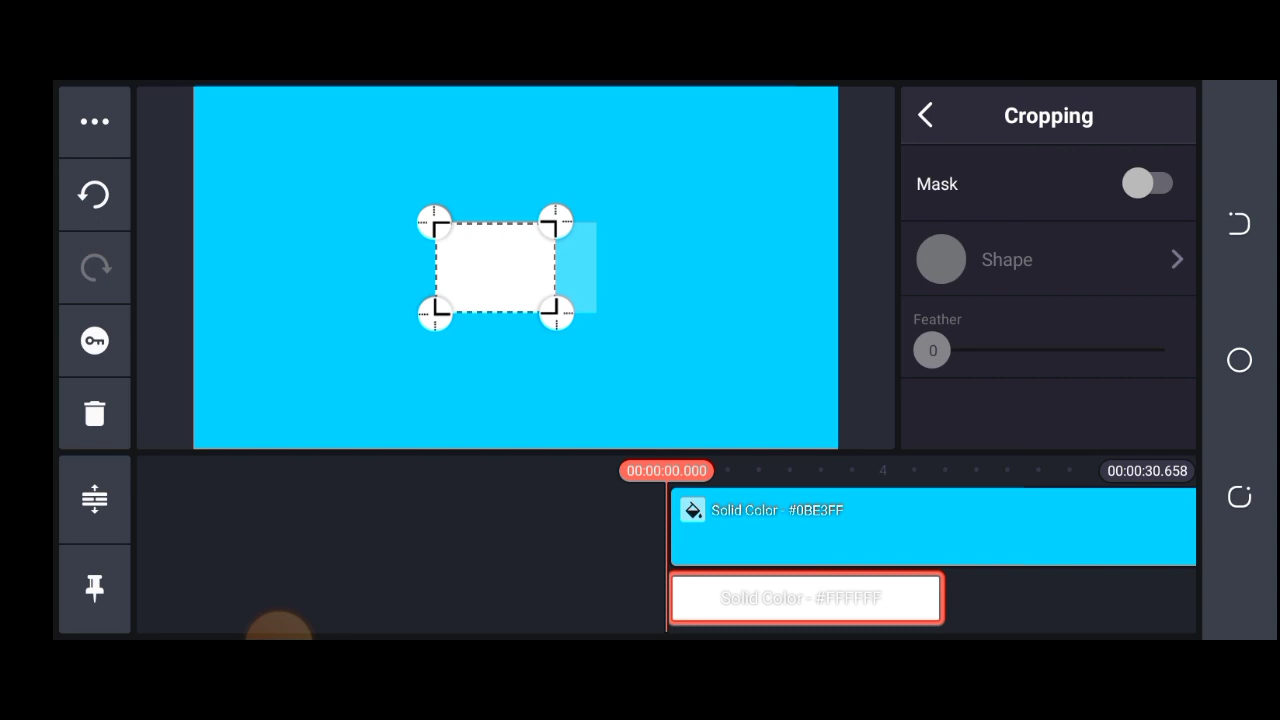 Cropping
Mask
Shape
Feather
0
00:00:00.000
4
00:00:30.658
Solid Color - #0BE3FF
Solid Color - #FFFFFF